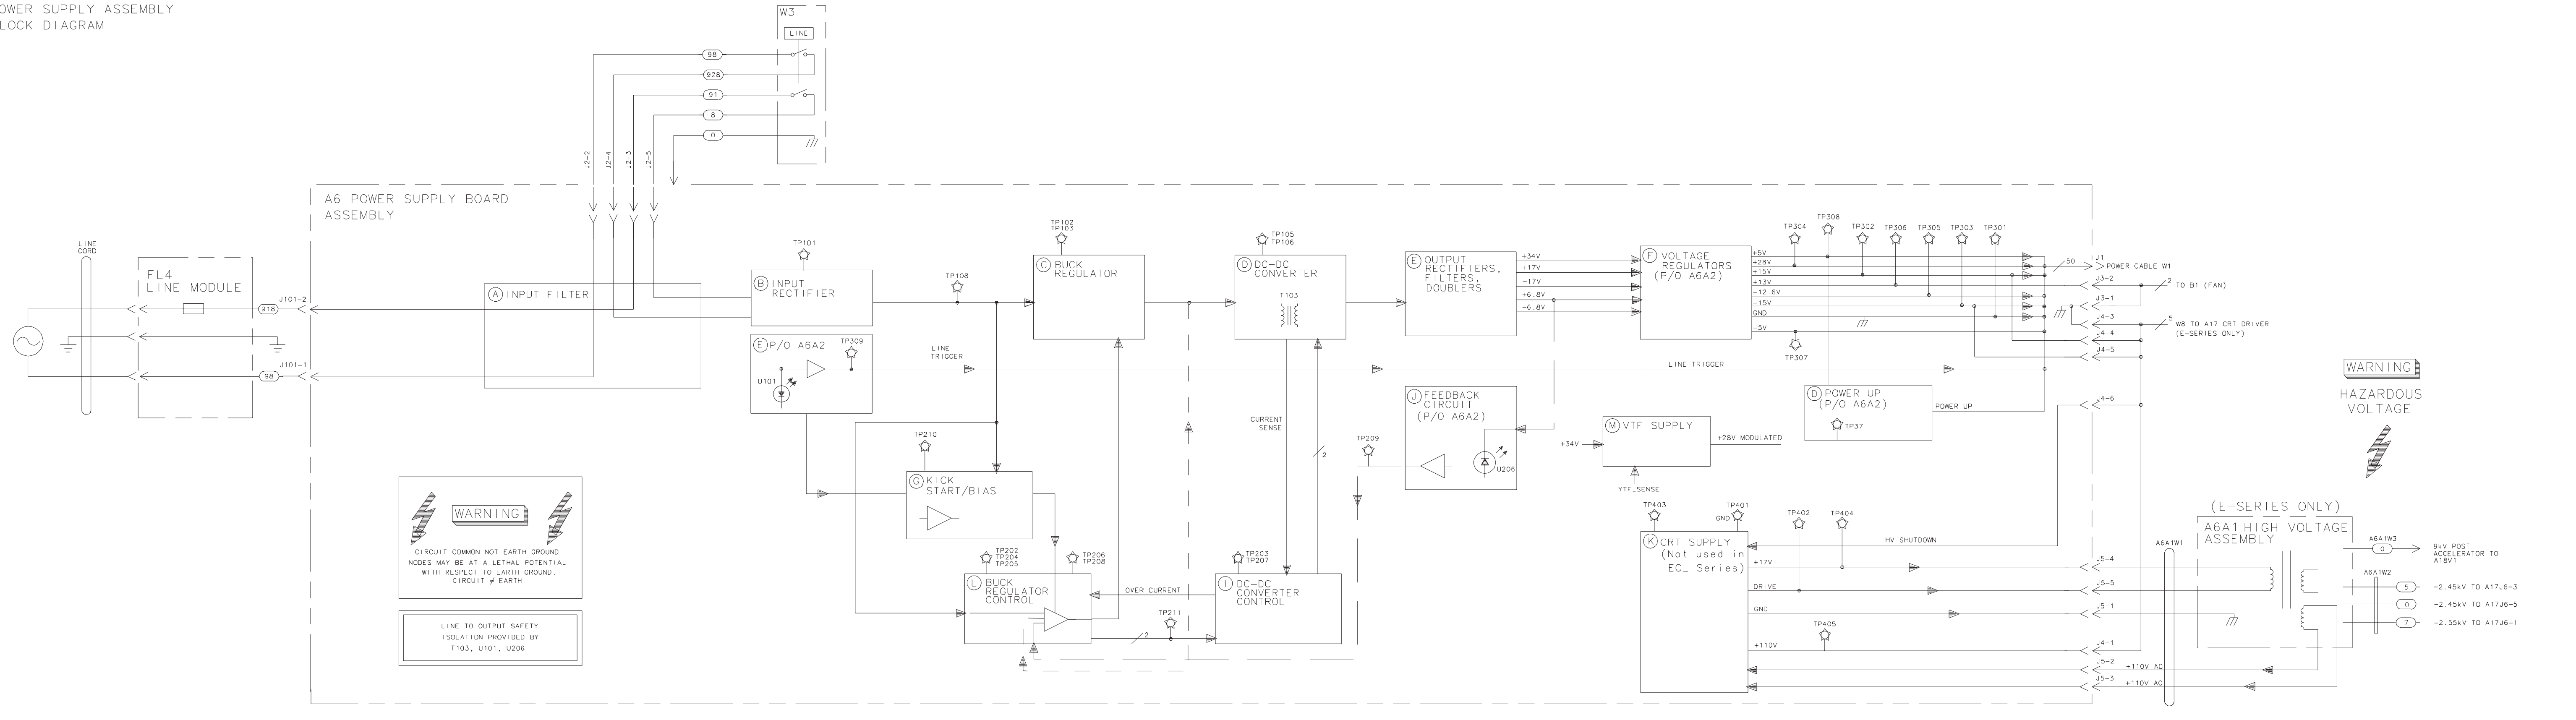 OWER SUPPLY ASSEMBLY
LOCK DIAGRAM
W3
LINE
98
928
91
8
0
J2-2
J2-4
J2-3
J2-5
A6 POWER SUPPLY BOARD
ASSEMBLY
LINE
CORD
FL4
LINE MODULE
918
J101-2
98
J101-1
A INPUT FILTER
TP101
B INPUT
RECTIFIER
TP108
E P/O A6A2
TP309
U101
LINE
TRIGGER
TP102
TP103
C BUCK
REGULATOR
TP105
TP106
D DC-DC
CONVERTER
T103
E OUTPUT
RECTIFIERS,
FILTERS,
DOUBLERS
+34V
+17V
-17V
+6.8V
-6.8V
F VOLTAGE
REGULATORS
(P/O A6A2)
TP304
TP308
TP302
TP306
TP305
TP303
TP301
+5V
+28V
+15V
+13V
-12.6V
-15V
GND
-5V
TP307
LINE TRIGGER
50
J1
POWER CABLE W1
J3-2
2
TO B1 (FAN)
J3-1
J4-3
5
W8 TO A17 CRT DRIVER
(E-SERIES ONLY)
J4-4
J4-5
J4-6
D POWER UP
(P/O A6A2)
TP37
POWER UP
J FEEDBACK
CIRCUIT
(P/O A6A2)
U206
TP209
CURRENT
SENSE
2
M VTF SUPPLY
+34V
+28V MODULATED
YTF_SENSE
TP210
G KICK
START/BIAS
TP202
TP204
TP205
TP206
TP208
L BUCK
REGULATOR
CONTROL
OVER CURRENT
TP211
2
TP203
TP207
I DC-DC
CONVERTER
CONTROL
TP403
GND
TP401
TP402
TP404
K CRT SUPPLY
(Not used in
EC_ Series)
HV SHUTDOWN
+17V
DRIVE
GND
TP405
+110V
J5-4
J5-5
J5-1
J4-1
J5-2
+110V AC
J5-3
+110V AC
WARNING
CIRCUIT COMMON NOT EARTH GROUND
NODES MAY BE AT A LETHAL POTENTIAL
WITH RESPECT TO EARTH GROUND.
CIRCUIT ≠ EARTH
LINE TO OUTPUT SAFETY
ISOLATION PROVIDED BY
T103, U101, U206
WARNING
HAZARDOUS
VOLTAGE
(E-SERIES ONLY)
A6A1 HIGH VOLTAGE
ASSEMBLY
A6A1W1
A6A1W3
0
9kV POST
ACCELERATOR TO
A18V1
A6A1W2
5
-2.45kV TO A17J6-3
0
-2.45kV TO A17J6-5
7
-2.55kV TO A17J6-1